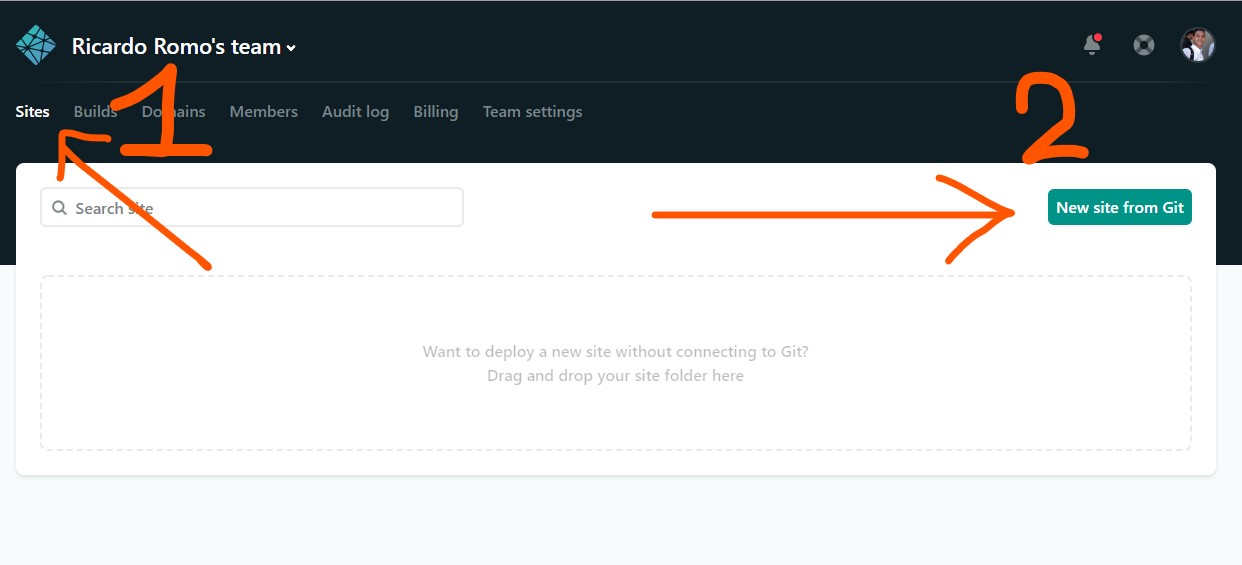 Ricardo Romo's team
1
2
Sites Builds Domains Members Audit log Billing Team settings
Search site
New site from Git
Want to deploy a new site without connecting to Git?
Drag and drop your site folder here